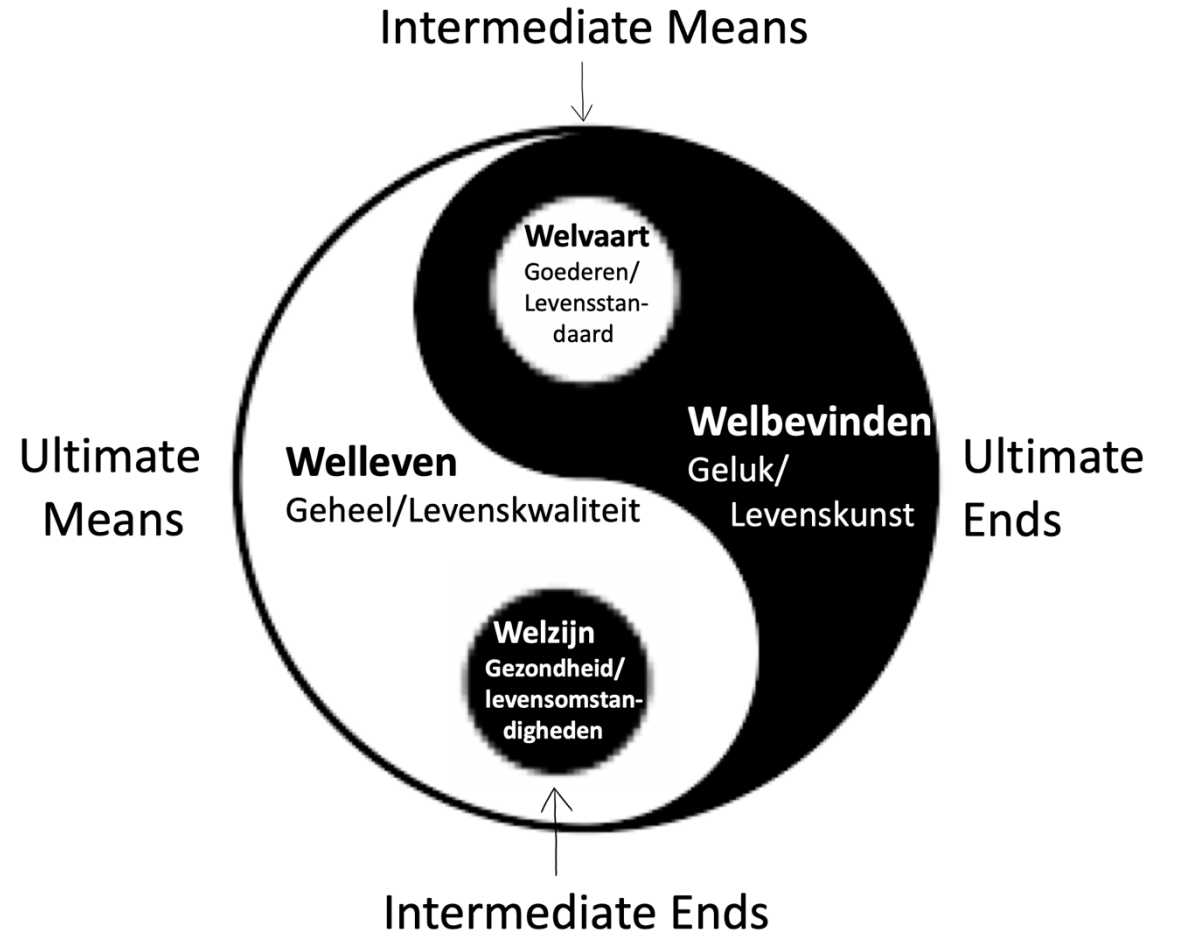 Intermediate Means
Welvaart
Goederen/
Levensstan-
daard
Ultimate
Means
Welleven
Geheel/Levenskwaliteit
Welbevinden
Geluk/
Levenskunst
Ultimate
Ends
Welzijn
Gezondheid/
levensomstan-
digheden
Intermediate Ends